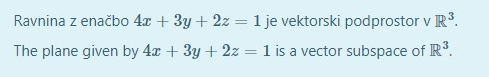 Ravnina z enačbo 4x + 3y + 2z = 1 je vektorski podprostor v ℝ³.
The plane given by 4x + 3y + 2z = 1 is a vector subspace of ℝ³.